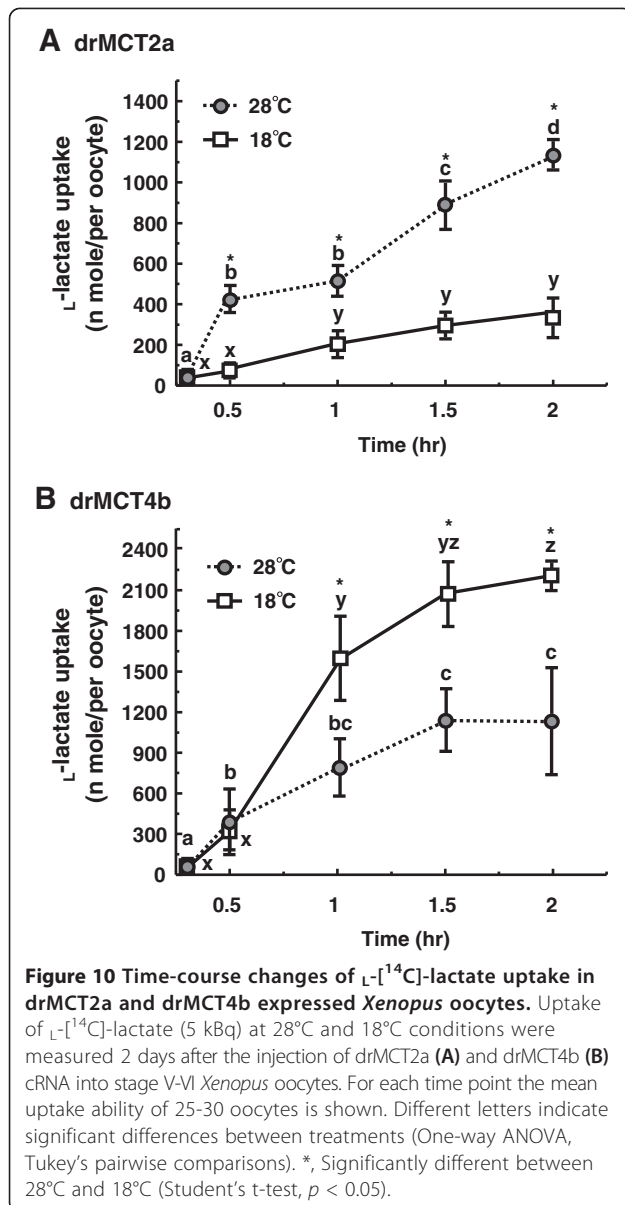 A drMCT2a
28°C
18°C
L-lactate uptake
(n mole/per oocyte)
1400
1200
1000
800
600
400
200
0
a
x
*
b
x
*
b
y
*
c
y
*
d
y
0.5
1
1.5
2
Time (hr)
B drMCT4b
28°C
18°C
L-lactate uptake
(n mole/per oocyte)
2400
2100
1800
1500
1200
900
600
300
0
a
x
b
x
*
y
bc
*
yz
c
*
z
c
0.5
1
1.5
2
Time (hr)
Figure 10 Time-course changes of L-[14C]-lactate uptake in
drMCT2a and drMCT4b expressed Xenopus oocytes. Uptake
of L-[14C]-lactate (5 kBq) at 28°C and 18°C conditions were
measured 2 days after the injection of drMCT2a (A) and drMCT4b (B)
cRNA into stage V-VI Xenopus oocytes. For each time point the mean
uptake ability of 25-30 oocytes is shown. Different letters indicate
significant differences between treatments (One-way ANOVA,
Tukey's pairwise comparisons). *, Significantly different between
28°C and 18°C (Student's t-test, p < 0.05).